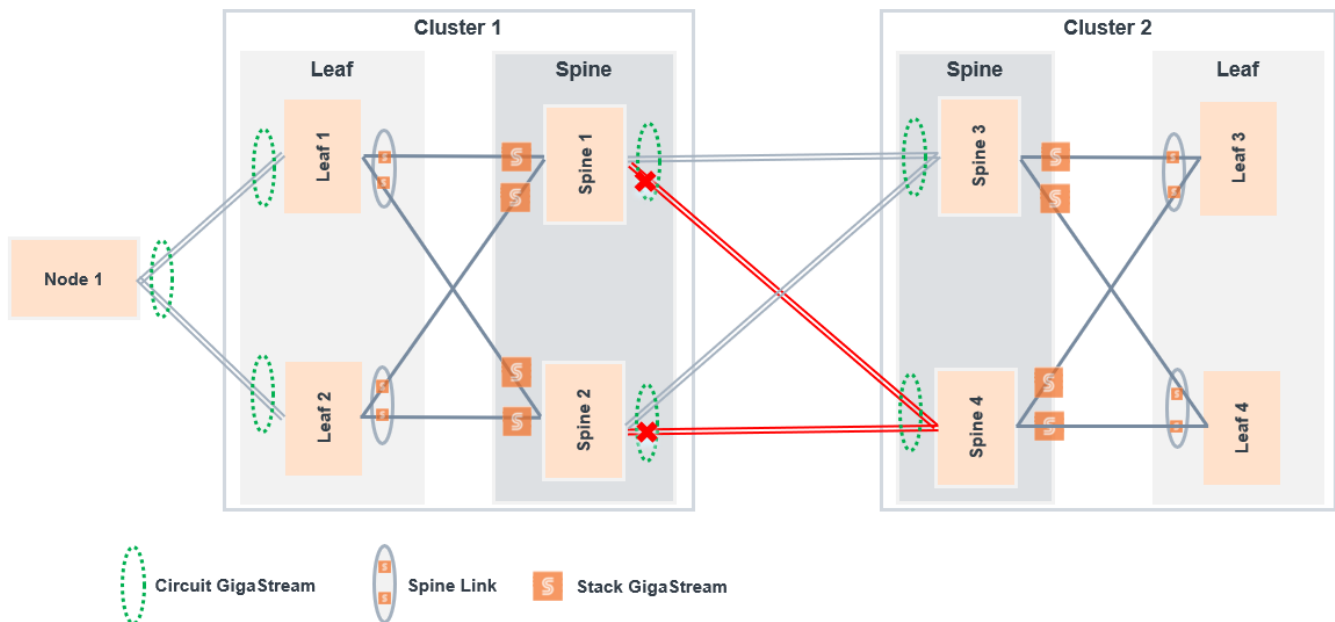 Cluster 1
Cluster 2
Leaf
Spine
Spine
Leaf
Leaf 1
Spine 1
Spine 3
Leaf 3
Node 1
Leaf 2
Spine 2
Spine 4
Leaf 4
Circuit GigaStream
Spine Link
Stack GigaStream